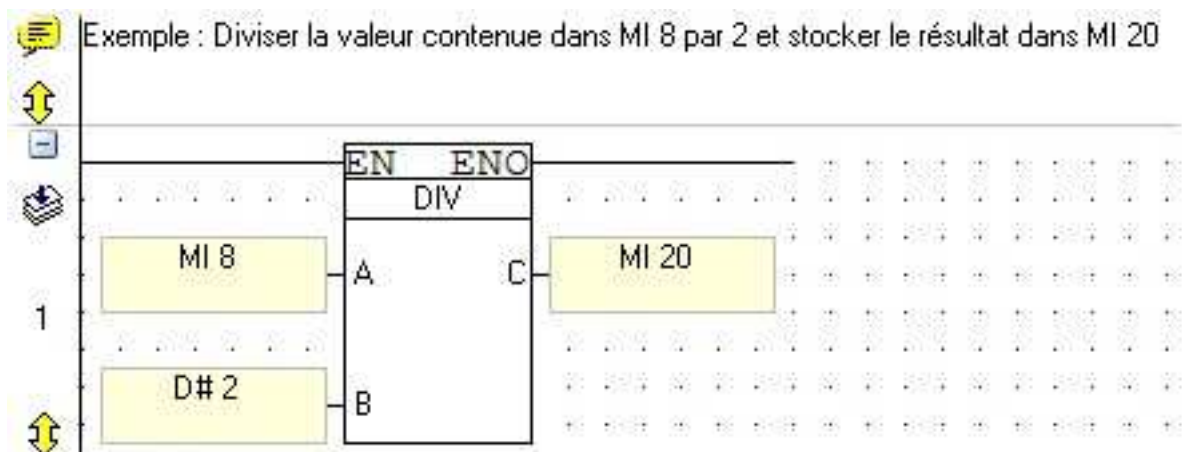 Exemple : Diviser la valeur contenue dans MI 8 par 2 et stocker le résultat dans MI 20
EN ENO
DIV
MI 8 A C MI 20
1
D# 2 B